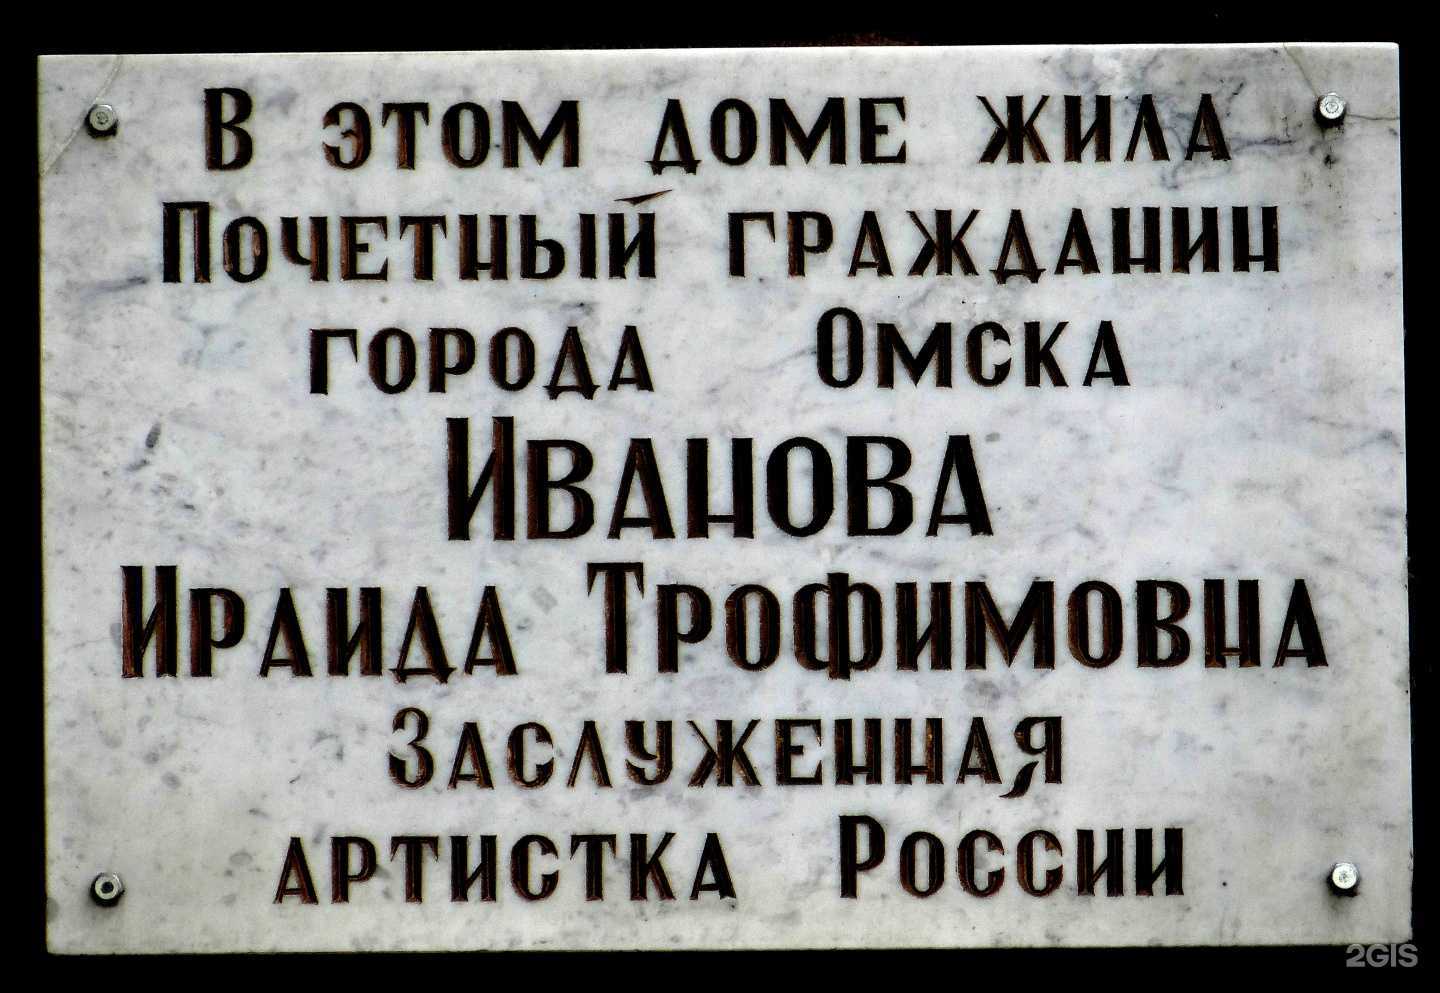 В этом доме жила
Почетный гражданин
города Омска
Иванова
Ираида Трофимовна
Заслуженная
артистка России
2GIS